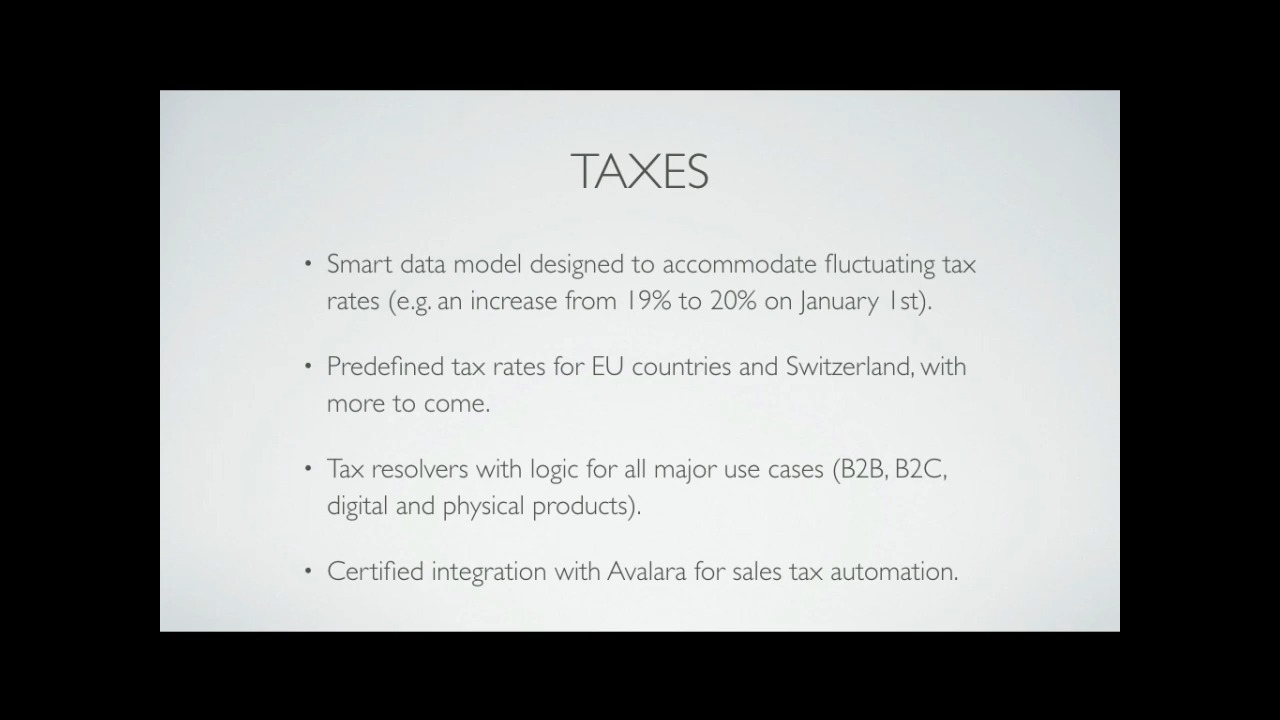 TAXES
• Smart data model designed to accommodate fluctuating tax
rates (e.g. an increase from 19% to 20% on January 1st).
• Predefined tax rates for EU countries and Switzerland, with
more to come.
• Tax resolvers with logic for all major use cases (B2B, B2C,
digital and physical products).
• Certified integration with Avalara for sales tax automation.